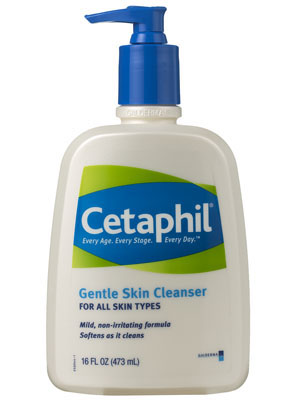 Cetaphil®
Every Age. Every Stage. Every Day.™
Gentle Skin Cleanser
FOR ALL SKIN TYPES
Mild, non-irritating formula
Softens as it cleans
16 FL OZ (473 mL)
GALDERMA